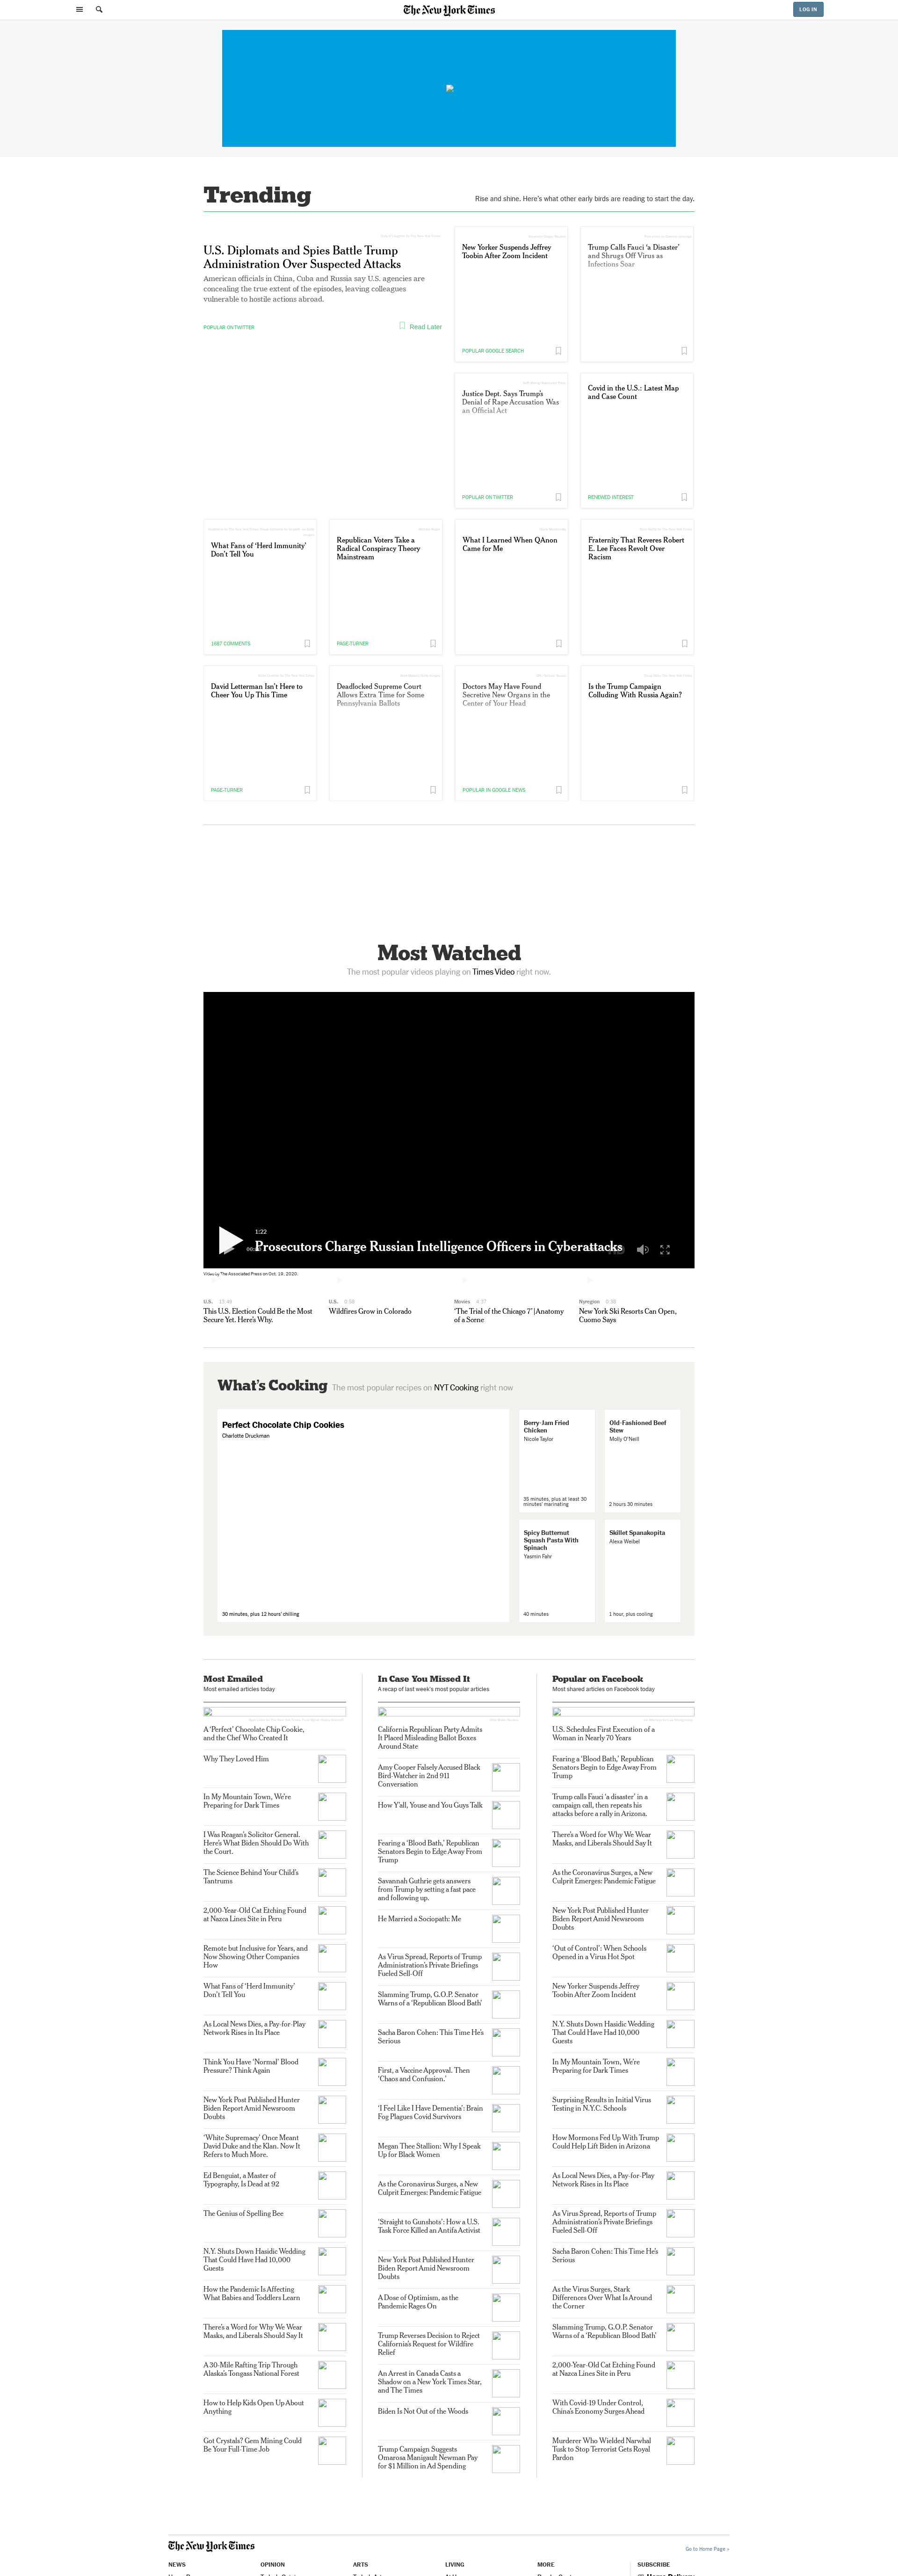 The New York Times
LOG IN
Trending
Rise and shine. Here's what other early birds are reading to start the day.
U.S. Diplomats and Spies Battle Trump
Administration Over Suspected Attacks
American officials in China, Cuba and Russia say U.S. agencies are
concealing the true extent of the episodes, leaving colleagues
vulnerable to hostile actions abroad.
POPULAR ON TWITTER
Read Later
New Yorker Suspends Jeffrey
Toobin After Zoom Incident
POPULAR GOOGLE SEARCH
Trump Calls Fauci 'a Disaster'
and Shrugs Off Virus as
Infections Soar
Justice Dept. Says Trump's
Denial of Rape Accusation Was
an Official Act
POPULAR ON TWITTER
Covid in the U.S.: Latest Map
and Case Count
RENEWED INTEREST
What Fans of 'Herd Immunity'
Don't Tell You
1567 COMMENTS
Republican Voters Take a
Radical Conspiracy Theory
Mainstream
PAGE-TURNER
What I Learned When QAnon
Came for Me
Fraternity That Reveres Robert
E. Lee Faces Revolt Over
Racism
David Letterman Isn't Here to
Cheer You Up This Time
PAGE-TURNER
Deadlocked Supreme Court
Allows Extra Time for Some
Pennsylvania Ballots
Doctors May Have Found
Secretive New Organs in the
Center of Your Head
POPULAR IN GOOGLE NEWS
Is the Trump Campaign
Colluding With Russia Again?
Most Watched
The most popular videos playing on Times Video right now.
1:22
Prosecutors Charge Russian Intelligence Officers in Cyberattacks
Video by The Associated Press on Oct. 19, 2020.
U.S. 15:49
This U.S. Election Could Be the Most
Secure Yet. Here's Why.
U.S. 0:59
Wildfires Grow in Colorado
Movies 4:37
'The Trial of the Chicago 7' | Anatomy
of a Scene
Nyregion 0:36
New York Ski Resorts Can Open,
Cuomo Says
What's Cooking The most popular recipes on NYT Cooking right now
Perfect Chocolate Chip Cookies
Charlotte Druckman
30 minutes, plus 12 hours' chilling
Berry-Jam Fried
Chicken
Nicole Taylor
35 minutes, plus at least 30
minutes' marinating
Old-Fashioned Beef
Stew
Molly O'Neill
2 hours 30 minutes
Spicy Butternut
Squash Pasta With
Spinach
Yasmin Fahr
40 minutes
Skillet Spanakopita
Alexa Weibel
1 hour, plus cooling
Most Emailed
Most emailed articles today
A 'Perfect' Chocolate Chip Cookie,
and the Chef Who Created It
Why They Loved Him
In My Mountain Town, We're
Preparing for Dark Times
I Was Reagan's Solicitor General.
Here's What Biden Should Do With
the Court.
The Science Behind Your Child's
Tantrums
2,000-Year-Old Cat Etching Found
at Nazca Lines Site in Peru
Remote but Inclusive for Years, and
Now Showing Other Companies
How
What Fans of 'Herd Immunity'
Don't Tell You
As Local News Dies, a Pay-for-Play
Network Rises in Its Place
Think You Have 'Normal' Blood
Pressure? Think Again
New York Post Published Hunter
Biden Report Amid Newsroom
Doubts
'White Supremacy' Once Meant
David Duke and the Klan. Now It
Refers to Much More.
Ed Benguiat, a Master of
Typography, Is Dead at 92
The Genius of Spelling Bee
N.Y. Shuts Down Hasidic Wedding
That Could Have Had 10,000
Guests
How the Pandemic Is Affecting
What Babies and Toddlers Learn
There's a Word for Why We Wear
Masks, and Liberals Should Say It
A 30-Mile Rafting Trip Through
Alaska's Tongass National Forest
How to Help Kids Open Up About
Anything
Got Crystals? Gem Mining Could
Be Your Full-Time Job
In Case You Missed It
A recap of last week's most popular articles
California Republican Party Admits
It Placed Misleading Ballot Boxes
Around State
Amy Cooper Falsely Accused Black
Bird-Watcher in 2nd 911
Conversation
How Y'all, Youse and You Guys Talk
Fearing a 'Blood Bath,' Republican
Senators Begin to Edge Away From
Trump
Savannah Guthrie gets answers
from Trump by setting a fast pace
and following up.
He Married a Sociopath: Me
As Virus Spread, Reports of Trump
Administration's Private Briefings
Fueled Sell-Off
Slamming Trump, G.O.P. Senator
Warns of a 'Republican Blood Bath'
Sacha Baron Cohen: This Time He's
Serious
First, a Vaccine Approval. Then
'Chaos and Confusion.'
'I Feel Like I Have Dementia': Brain
Fog Plagues Covid Survivors
Megan Thee Stallion: Why I Speak
Up for Black Women
As the Coronavirus Surges, a New
Culprit Emerges: Pandemic Fatigue
'Straight to Gunshots': How a U.S.
Task Force Killed an Antifa Activist
New York Post Published Hunter
Biden Report Amid Newsroom
Doubts
A Dose of Optimism, as the
Pandemic Rages On
Trump Reverses Decision to Reject
California's Request for Wildfire
Relief
An Arrest in Canada Casts a
Shadow on a New York Times Star,
and The Times
Biden Is Not Out of the Woods
Trump Campaign Suggests
Omarosa Manigault Newman Pay
for $1 Million in Ad Spending
Popular on Facebook
Most shared articles on Facebook today
U.S. Schedules First Execution of a
Woman in Nearly 70 Years
Fearing a 'Blood Bath,' Republican
Senators Begin to Edge Away From
Trump
Trump calls Fauci 'a disaster' in a
campaign call, then repeats his
attacks before a rally in Arizona.
There's a Word for Why We Wear
Masks, and Liberals Should Say It
As the Coronavirus Surges, a New
Culprit Emerges: Pandemic Fatigue
New York Post Published Hunter
Biden Report Amid Newsroom
Doubts
'Out of Control': When Schools
Opened in a Virus Hot Spot
New Yorker Suspends Jeffrey
Toobin After Zoom Incident
N.Y. Shuts Down Hasidic Wedding
That Could Have Had 10,000
Guests
In My Mountain Town, We're
Preparing for Dark Times
Surprising Results in Initial Virus
Testing in N.Y.C. Schools
How Mormons Fed Up With Trump
Could Help Lift Biden in Arizona
As Local News Dies, a Pay-for-Play
Network Rises in Its Place
As Virus Spread, Reports of Trump
Administration's Private Briefings
Fueled Sell-Off
Sacha Baron Cohen: This Time He's
Serious
As the Virus Surges, Stark
Differences Over What Is Around
the Corner
Slamming Trump, G.O.P. Senator
Warns of a 'Republican Blood Bath'
2,000-Year-Old Cat Etching Found
at Nazca Lines Site in Peru
With Covid-19 Under Control,
China's Economy Surges Ahead
Murderer Who Wielded Narwhal
Tusk to Stop Terrorist Gets Royal
Pardon
The New York Times
Go to Home Page »
NEWS
OPINION
ARTS
LIVING
MORE
SUBSCRIBE